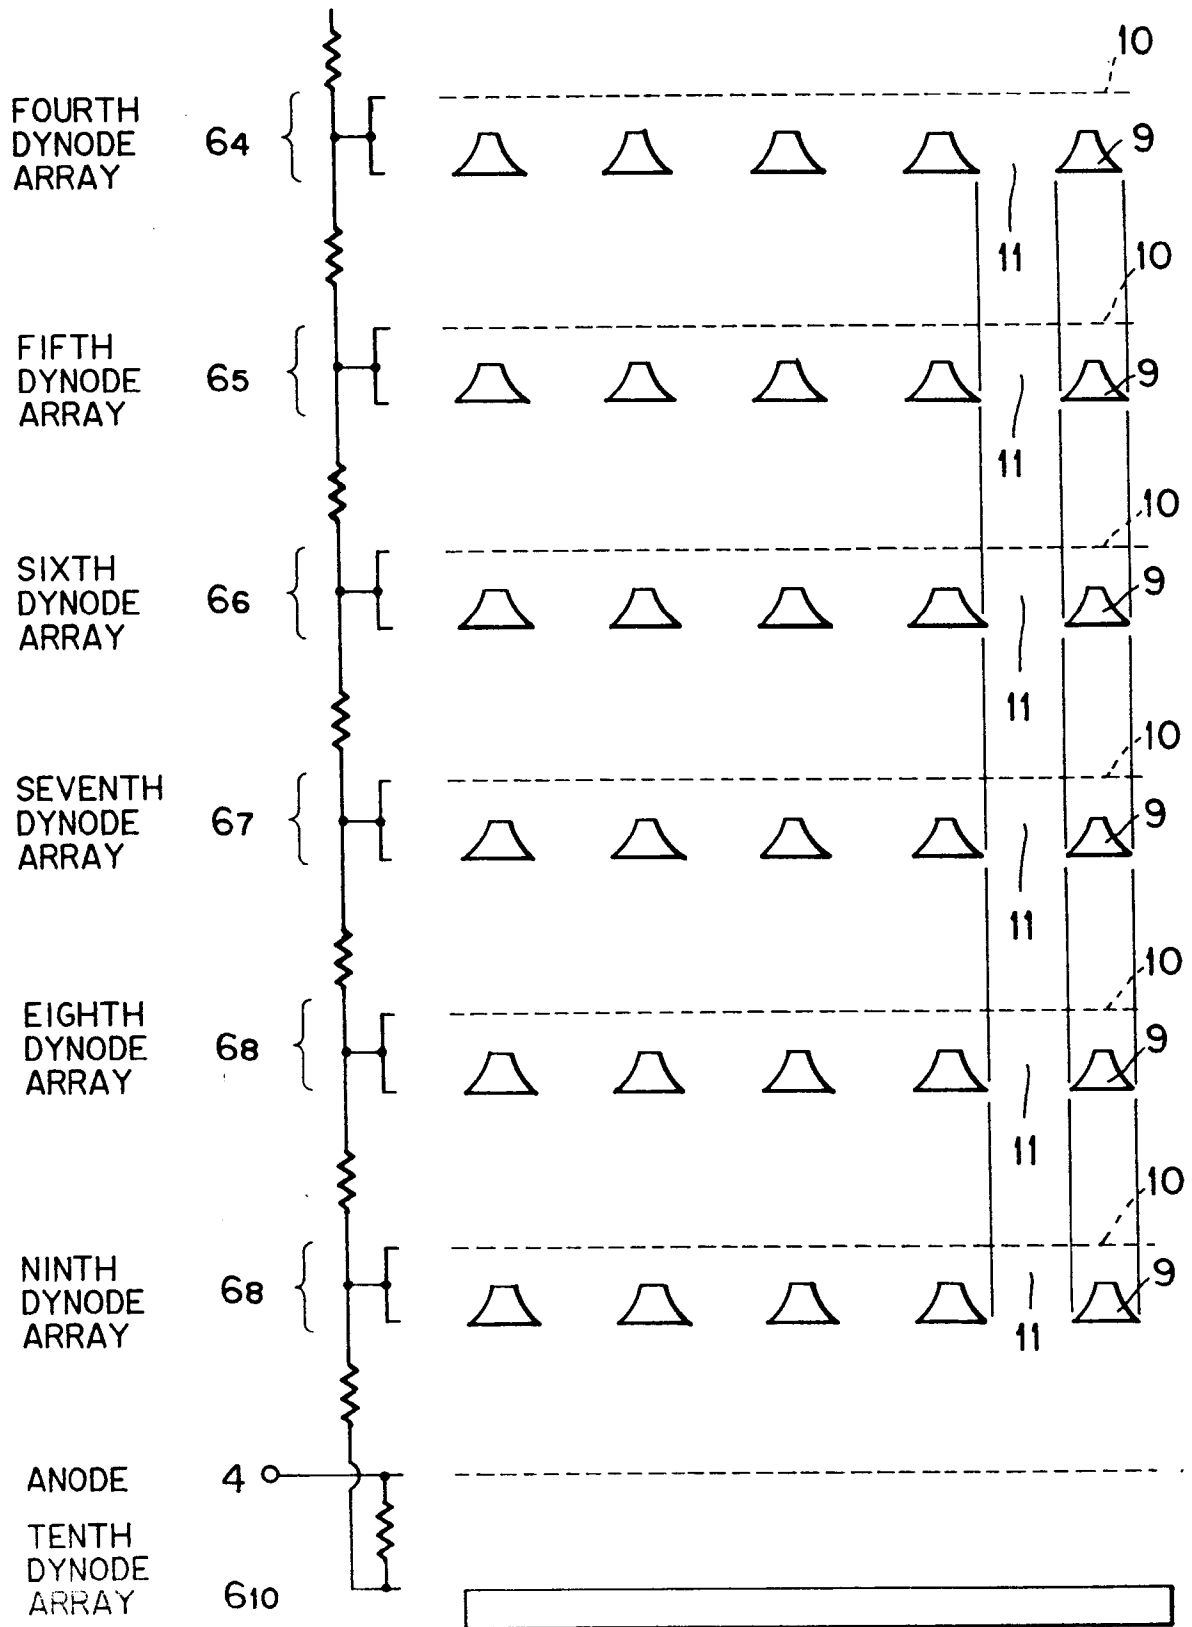 10
FOURTH
DYNODE
ARRAY
64
9
11
10
FIFTH
DYNODE
ARRAY
65
9
11
10
SIXTH
DYNODE
ARRAY
66
9
11
10
SEVENTH
DYNODE
ARRAY
67
9
11
10
EIGHTH
DYNODE
ARRAY
68
9
11
10
NINTH
DYNODE
ARRAY
68
9
11
ANODE
4
TENTH
DYNODE
ARRAY
610